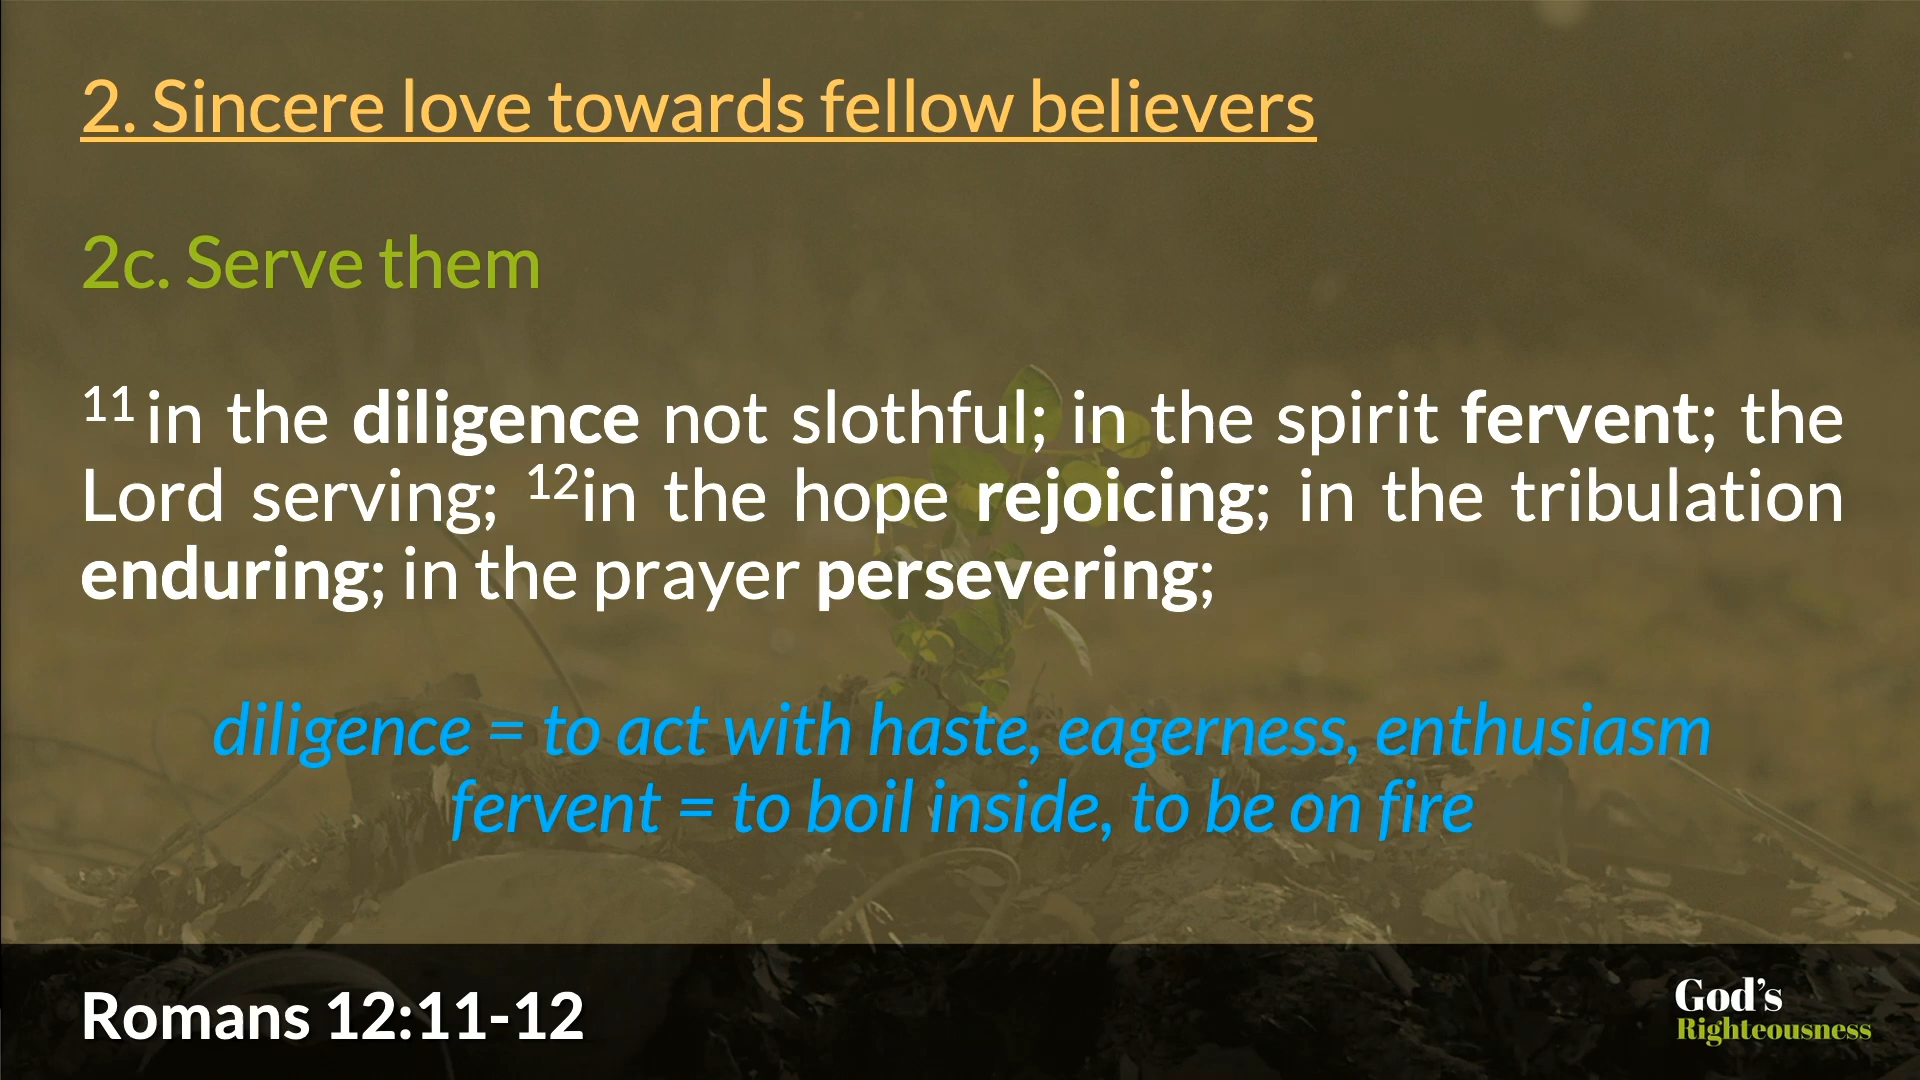 2. Sincere love towards fellow believers
2c. Serve them
11 in the diligence not slothful; in the spirit fervent; the
Lord serving; 12in the hope rejoicing; in the tribulation
enduring; in the prayer persevering;
diligence = to act with haste, eagerness, enthusiasm
fervent = to boil inside, to be on fire
Romans 12:11-12
God’s
Righteousness